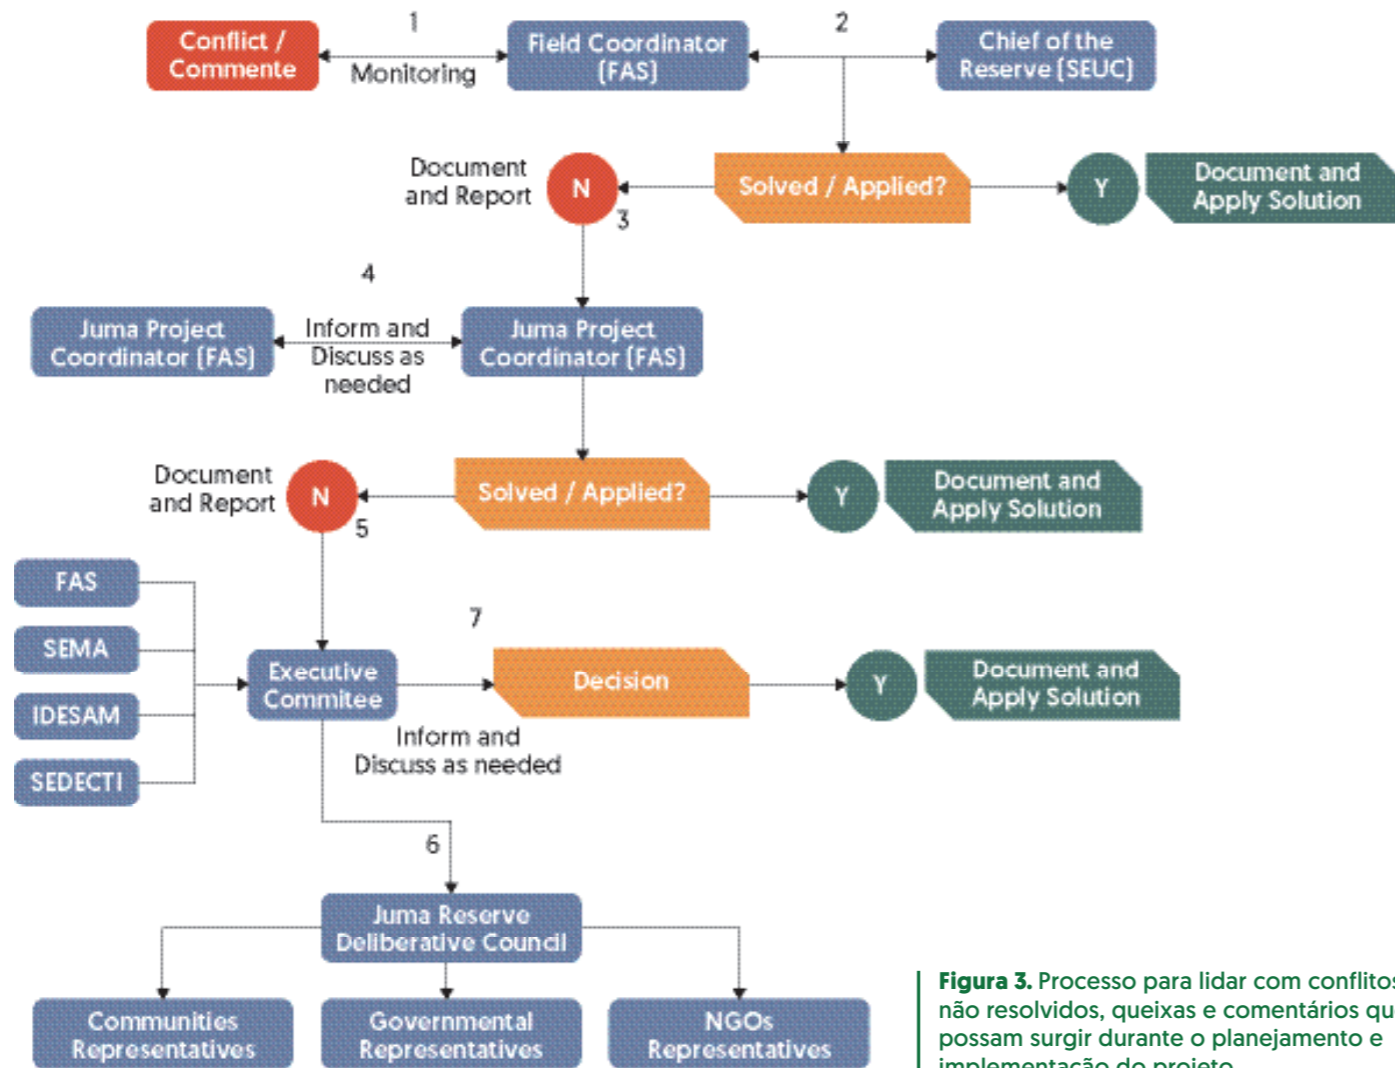 1
2
Conflict /
Commente
Monitoring
Field Coordinator
(FAS)
Chief of the
Reserve (SEUC)
Document
and Report
N
3
Solved / Applied?
Y
Document and
Apply Solution
4
Juma Project
Coordinator (FAS)
Inform and
Discuss as
needed
Juma Project
Coordinator (FAS)
Document
and Report
N
5
Solved / Applied?
Y
Document and
Apply Solution
FAS
SEMA
IDESAM
SEDECTI
Executive
Commitee
7
Decision
Y
Document and
Apply Solution
Inform and
Discuss as needed
6
Juma Reserve
Deliberative Council
Communities
Representatives
Governmental
Representatives
NGOs
Representatives
Figura 3. Processo para lidar com conflitos
não resolvidos, queixas e comentários que
possam surgir durante o planejamento e
implementação do projeto